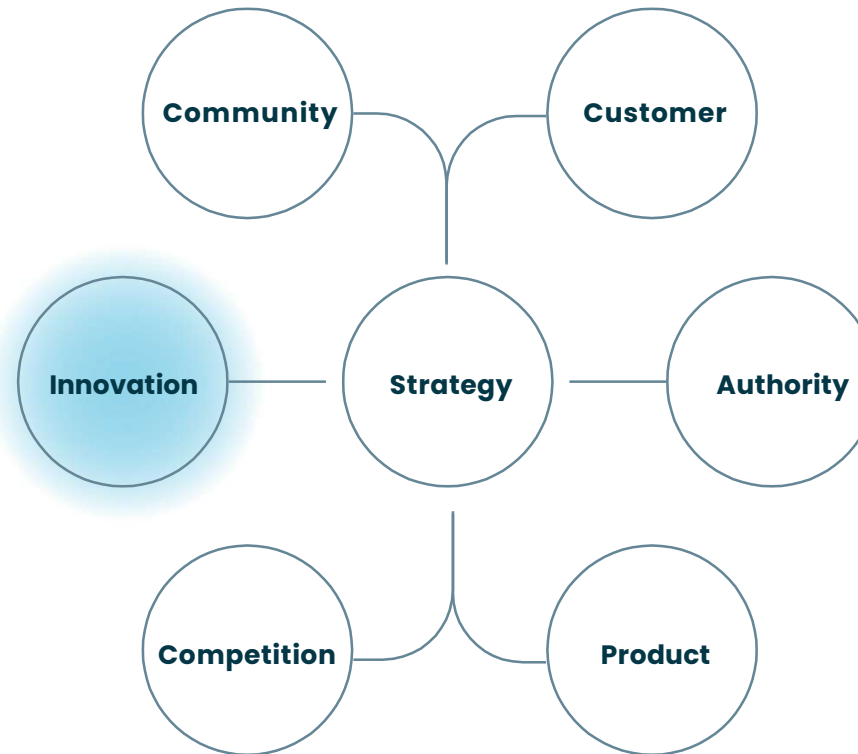 Community
Customer
Innovation
Strategy
Authority
Competition
Product